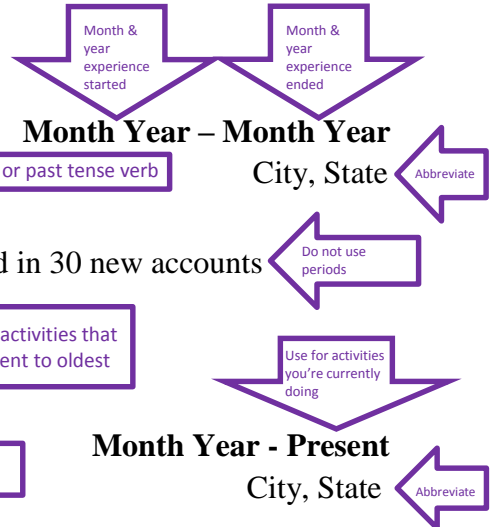 Month &
year
experience
started
Month &
year
experience
ended
Month Year – Month Year
or past tense verb
City, State
Abbreviate
d in 30 new accounts
Do not use
periods
activities that
ent to oldest
Use for activities
you're currently
doing
Month Year - Present
City, State
Abbreviate